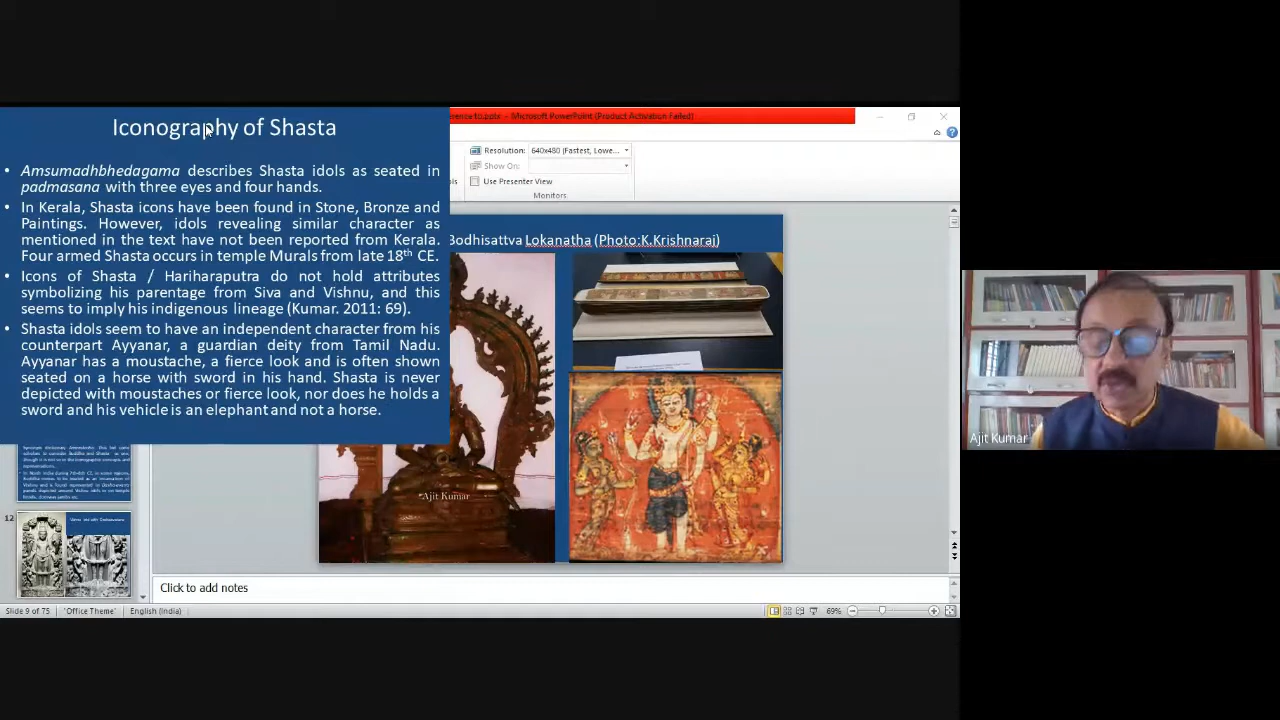 Iconography of Shasta
• Amsumadhbhedagama describes Shasta idols as seated in
padmasana with three eyes and four hands.
• In Kerala, Shasta icons have been found in Stone, Bronze and
Paintings. However, idols revealing similar character as
mentioned in the text have not been reported from Kerala.
Four armed Shasta occurs in temple Murals from late 18th CE.
• Icons of Shasta / Hariharaputra do not hold attributes
symbolizing his parentage from Siva and Vishnu, and this
seems to imply his indigenous lineage (Kumar. 2011: 69).
• Shasta idols seem to have an independent character from his
counterpart Ayyanar, a guardian deity from Tamil Nadu.
Ayyanar has a moustache, a fierce look and is often shown
seated on a horse with sword in his hand. Shasta is never
depicted with moustaches or fierce look, nor does he holds a
sword and his vehicle is an elephant and not a horse.
.pptx - Microsoft PowerPoint (Product Activation Failed)
Resolution: 640x480 (Fastest, Lowe...
Show On:
Use Presenter View
Monitors
Bodhisattva Lokanatha (Photo:K.Krishnaraj)
*Ajit Kumar
12
Click to add notes
Slide 9 of 75
"Office Theme"
English (India)
69%
Ajit Kumar